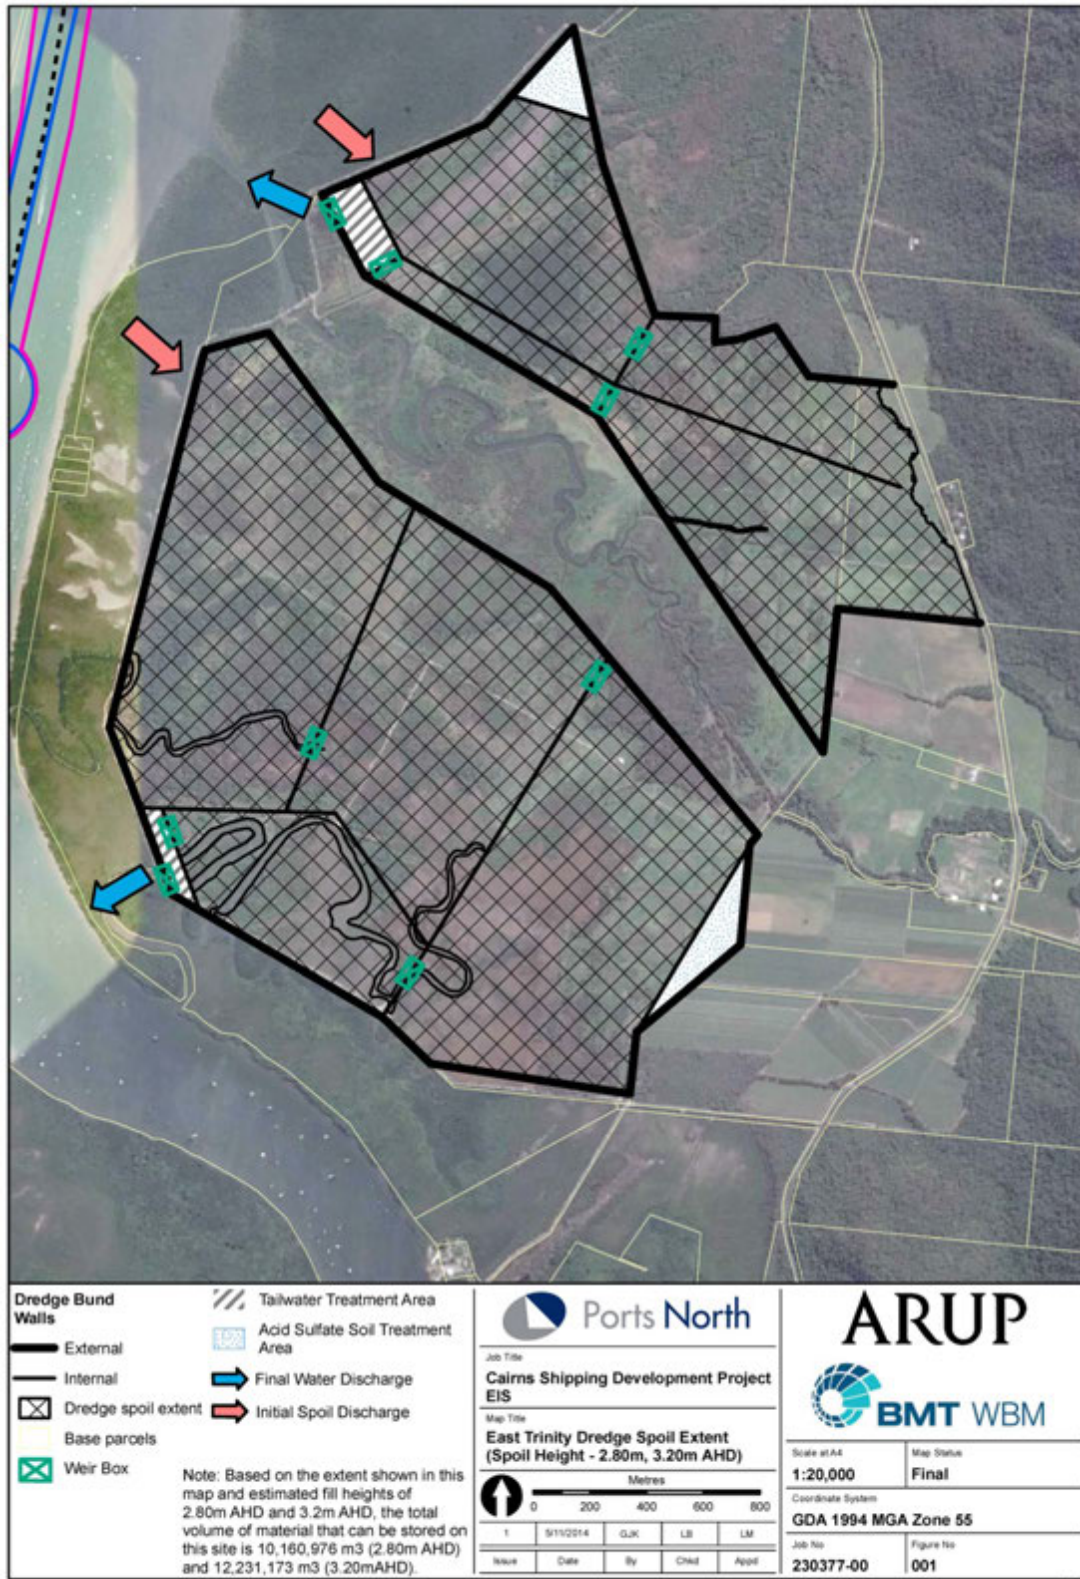 Dredge Bund
Walls
External
Internal
Dredge spoil extent
Base parcels
Weir Box
Tailwater Treatment Area
Acid Sulfate Soil Treatment
Area
Final Water Discharge
Initial Spoil Discharge
Note: Based on the extent shown in this
map and estimated fill heights of
2.80m AHD and 3.2m AHD, the total
volume of material that can be stored on
this site is 10,160,976 m3 (2.80m AHD)
and 12,231,173 m3 (3.20mAHD).
Ports North
Job Title
Cairns Shipping Development Project
EIS
Map Title
East Trinity Dredge Spoil Extent
(Spoil Height - 2.80m, 3.20m AHD)
Metres
0 200 400 600 800
1 5/11/2014 GJK LB LM
Issue Date By Chkd Appd
ARUP
BMT WBM
Scale at A4
1:20,000
Map Status
Final
Coordinate System
GDA 1994 MGA Zone 55
Job No
230377-00
Figure No
001